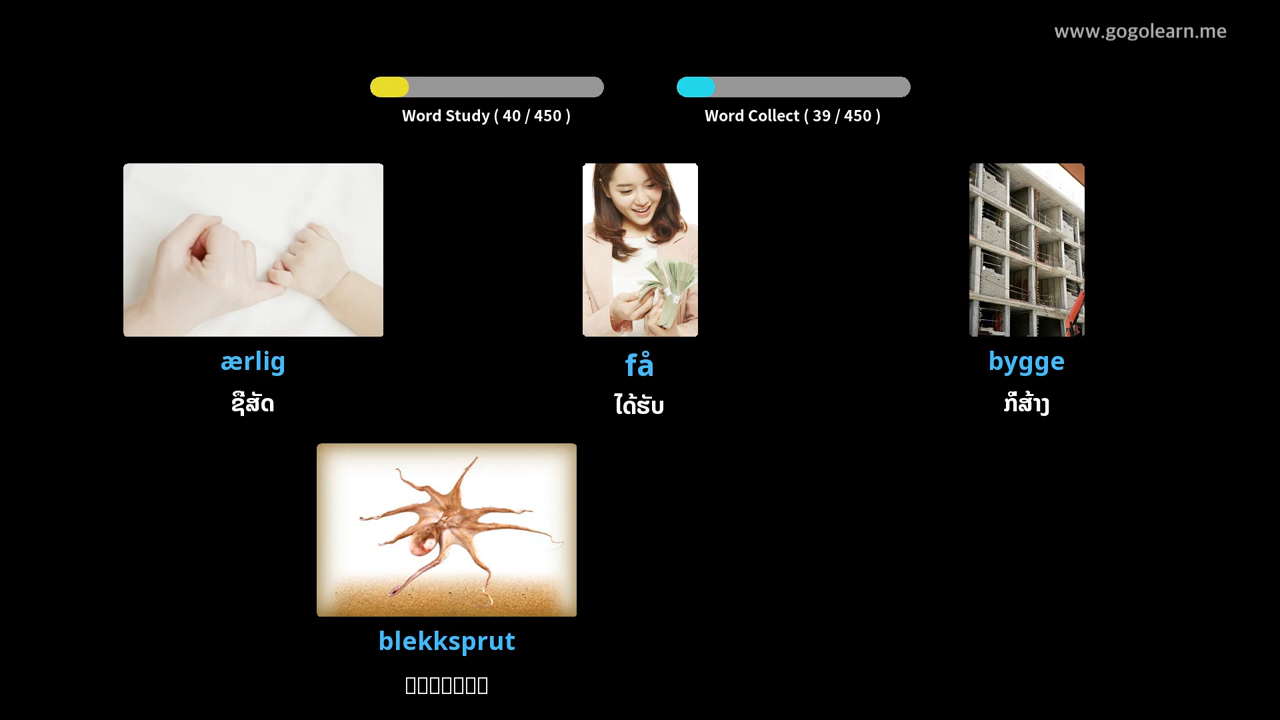 www.gogolearn.me
Word Study ( 40 / 450 )
Word Collect ( 39 / 450 )
ærlig
få
bygge
ຊື່ສັດ
ໄດ້ຮັບ
ກໍ່ສ້າງ
blekksprut